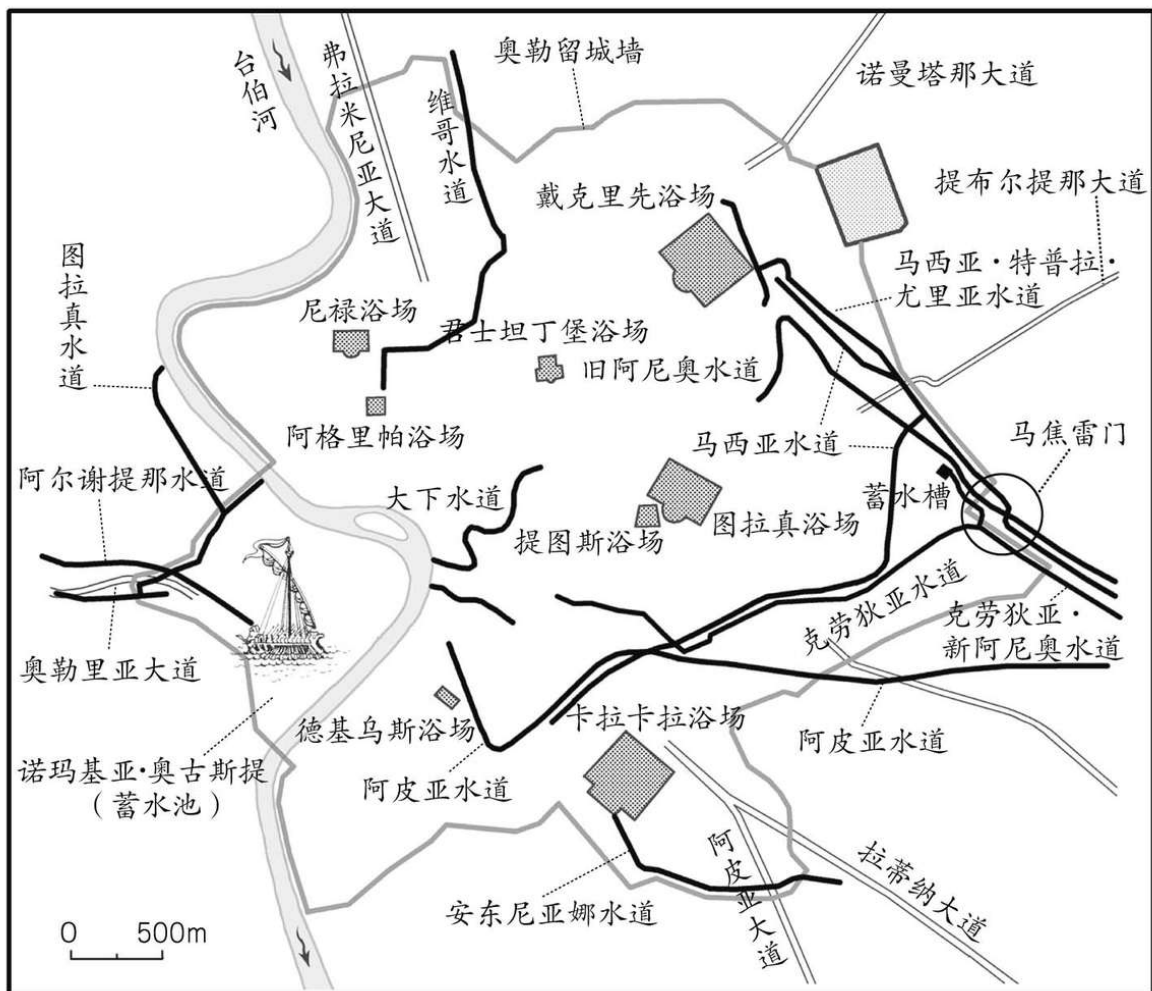 台伯河
弗拉米尼亚大道
维哥水道
奥勒留城墙
诺曼塔那大道
戴克里先浴场
提布尔提那大道
马西亚·特普拉·
尤里亚水道
图拉真水道
尼禄浴场
君士坦丁堡浴场
旧阿尼奥水道
阿格里帕浴场
马西亚水道
马焦雷门
阿尔谢提那水道
大下水道
蓄水槽
提图斯浴场
图拉真浴场
克劳狄亚水道
克劳狄亚·
新阿尼奥水道
奥勒里亚大道
德基乌斯浴场
卡拉卡拉浴场
阿皮亚水道
诺玛基亚·奥古斯提
（蓄水池）
阿皮亚水道
安东尼亚娜水道
阿皮亚大道
拉蒂纳大道
0 500m